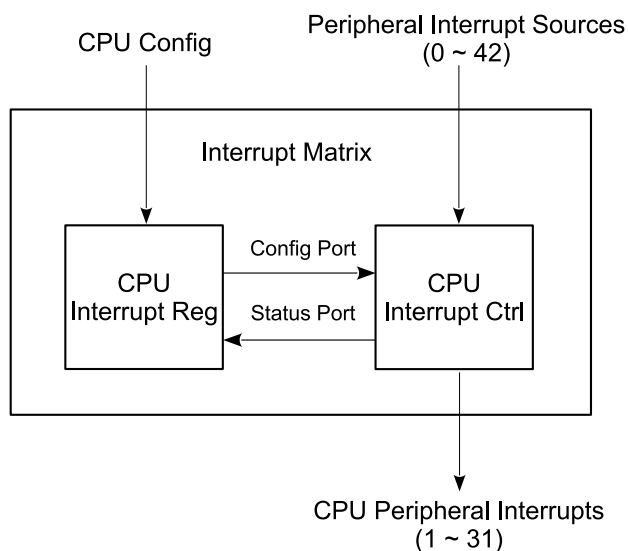 CPU Config
Peripheral Interrupt Sources
(0 ~ 42)
Interrupt Matrix
CPU
Interrupt Reg
Config Port
Status Port
CPU
Interrupt Ctrl
CPU Peripheral Interrupts
(1 ~ 31)